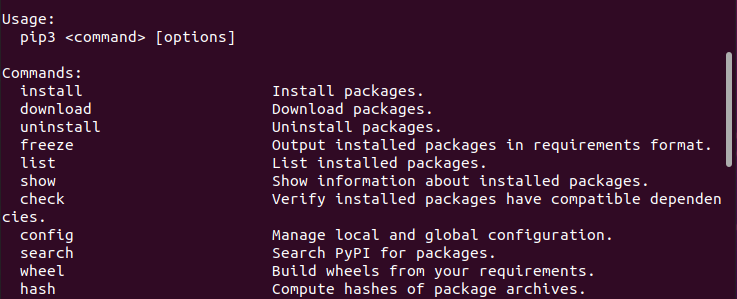 Usage:
  pip3 <command> [options]

Commands:
  install                     Install packages.
  download                    Download packages.
  uninstall                   Uninstall packages.
  freeze                      Output installed packages in requirements format.
  list                        List installed packages.
  show                        Show information about installed packages.
  check                       Verify installed packages have compatible dependen
cies.
  config                      Manage local and global configuration.
  search                      Search PyPI for packages.
  wheel                       Build wheels from your requirements.
  hash                        Compute hashes of package archives.